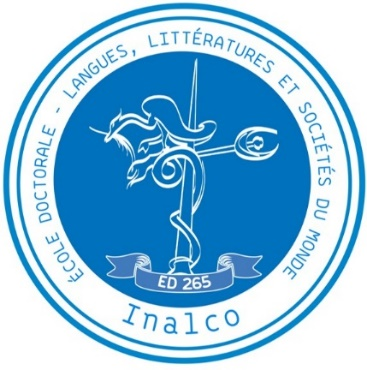 ÉCOLE DOCTORALE - LANGUES, LITTÉRATURES ET SOCIÉTÉS DU MONDE
ED 265
Inalco